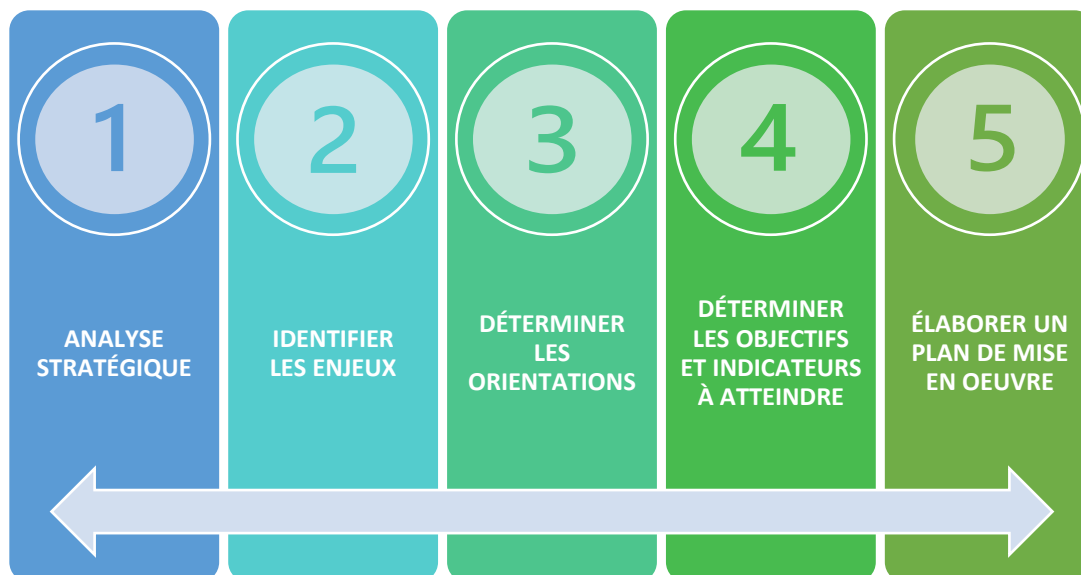 1
ANALYSE
STRATÉGIQUE
2
IDENTIFIER
LES ENJEUX
3
DÉTERMINER
LES
ORIENTATIONS
4
DÉTERMINER
LES OBJECTIFS
ET INDICATEURS
À ATTEINDRE
5
ÉLABORER UN
PLAN DE MISE
EN OEUVRE